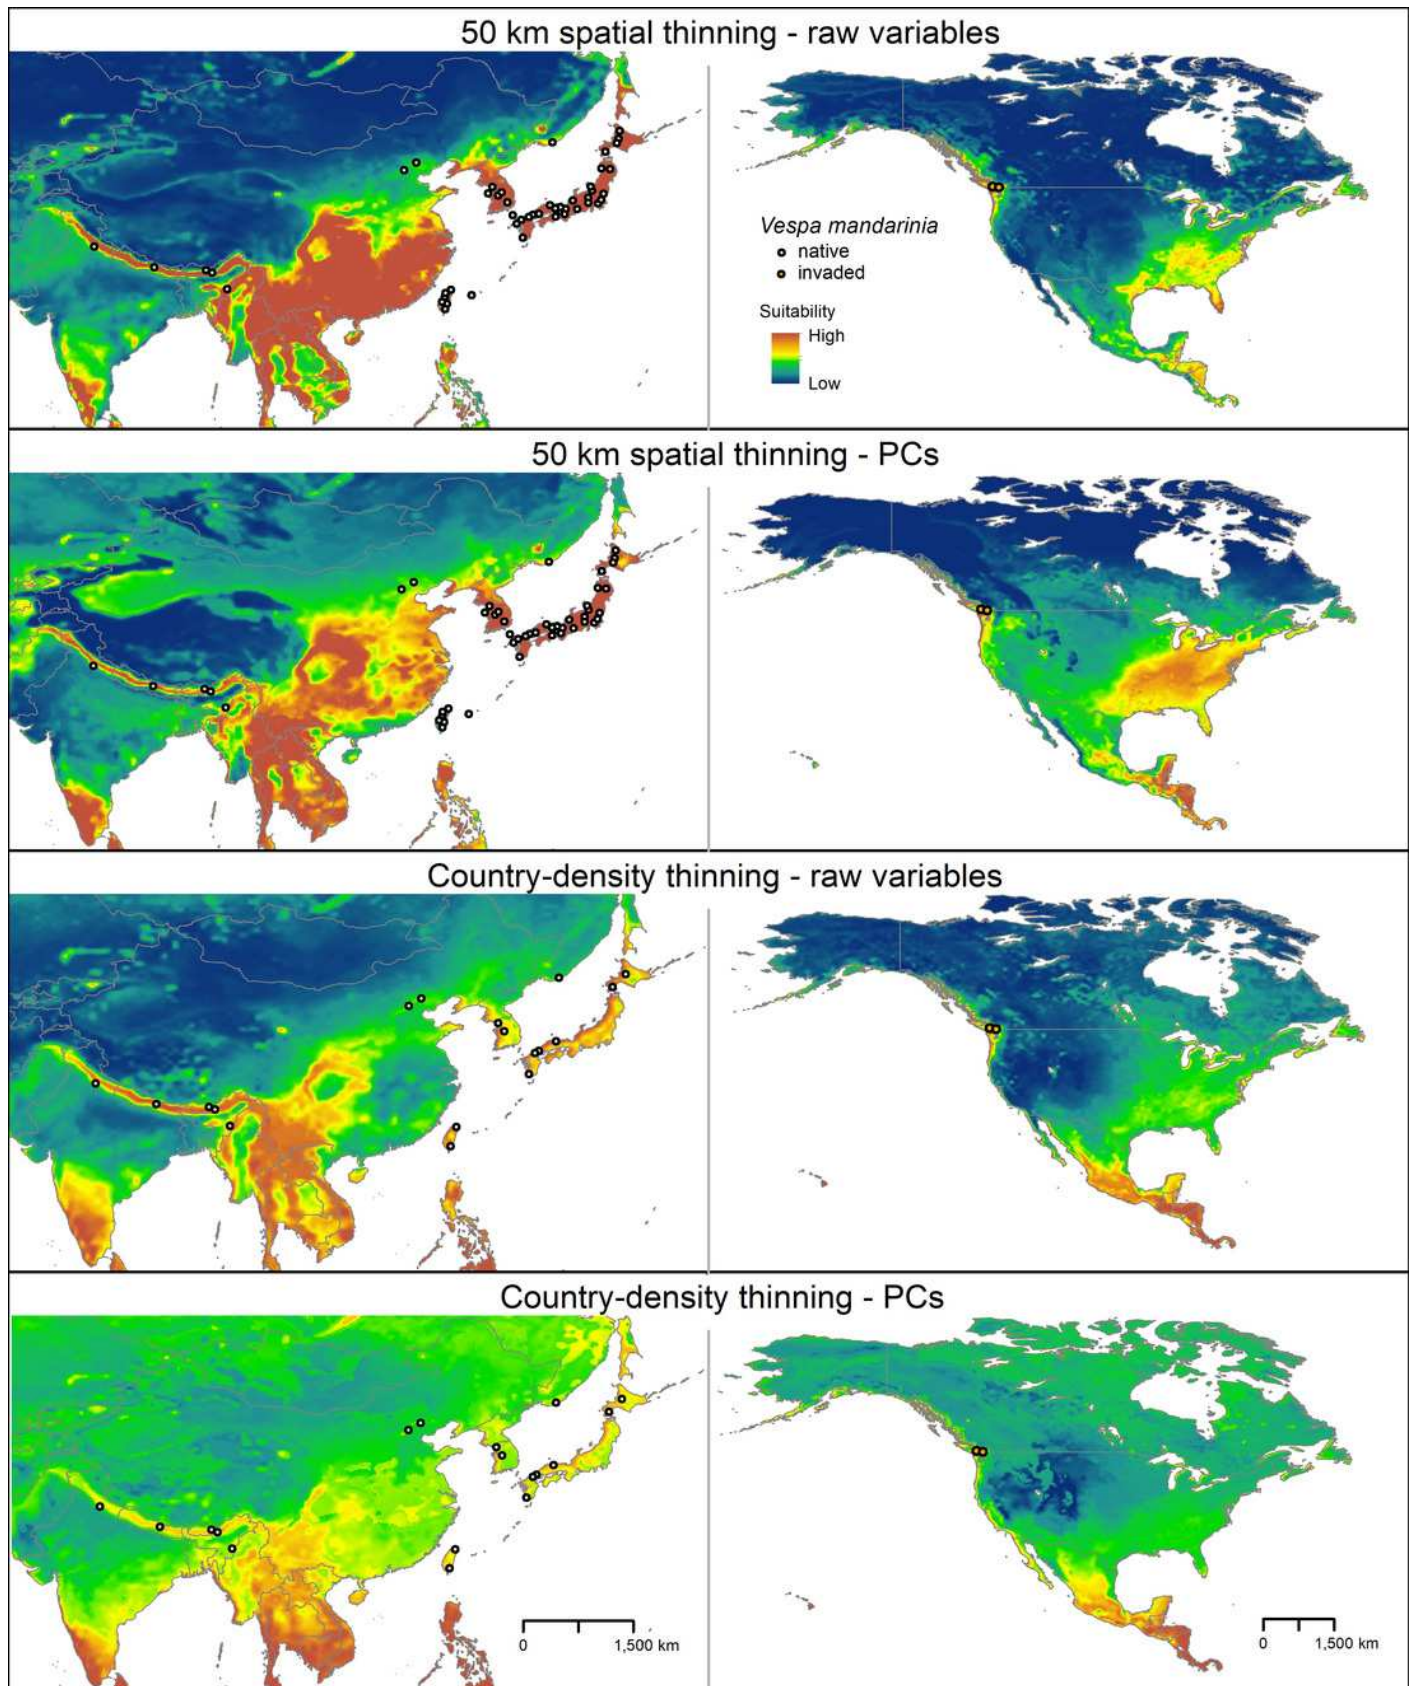 50 km spatial thinning - raw variables
Vespa mandarinia
native
invaded
Suitability
High
Low
50 km spatial thinning - PCs
Country-density thinning - raw variables
Country-density thinning - PCs
0 1,500 km
0 1,500 km